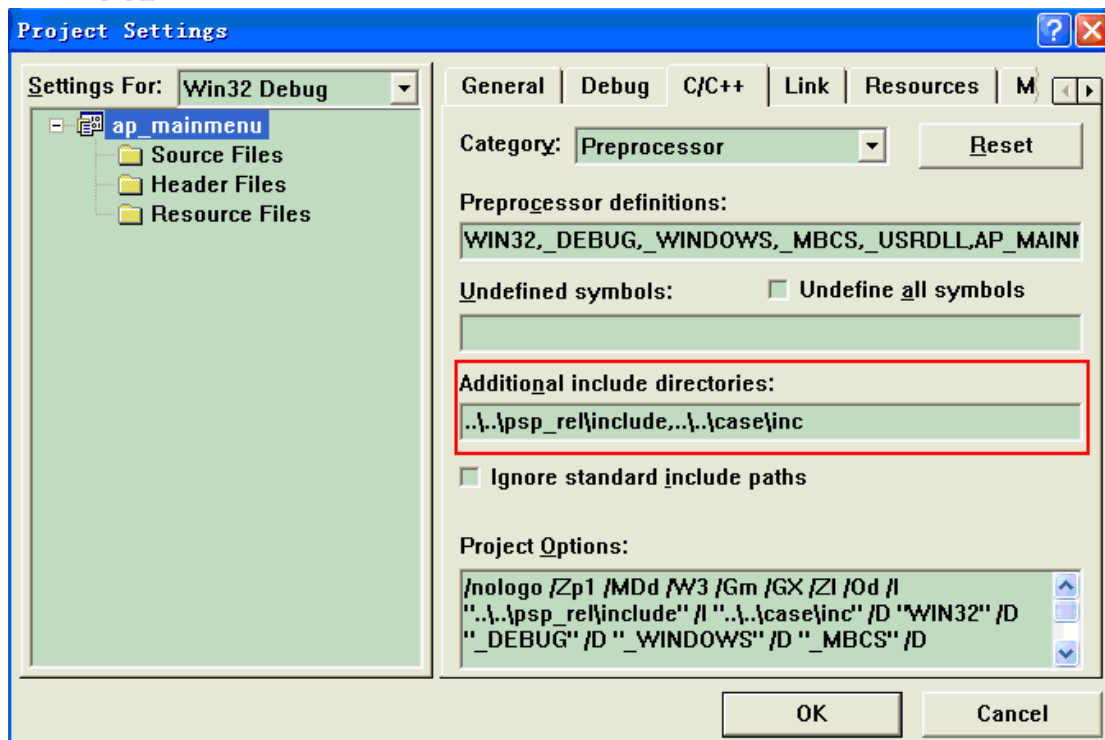 Project Settings
Settings For: Win32 Debug
ap_mainmenu
Source Files
Header Files
Resource Files
General Debug C/C++ Link Resources M
Category: Preprocessor Reset
Preprocessor definitions:
WIN32,_DEBUG,_WINDOWS,_MBCS,_USRDLL,AP_MAIN
Undefined symbols: Undefine all symbols
Additional include directories:
..\..\psp_rel\include,..\..\case\inc
Ignore standard include paths
Project Options:
/nologo /Zp1 /MDd /W3 /Gm /GX /ZI /Od /I
"..\..\psp_rel\include" /I "..\..\case\inc" /D "WIN32" /D
"_DEBUG" /D "_WINDOWS" /D "_MBCS" /D
OK Cancel